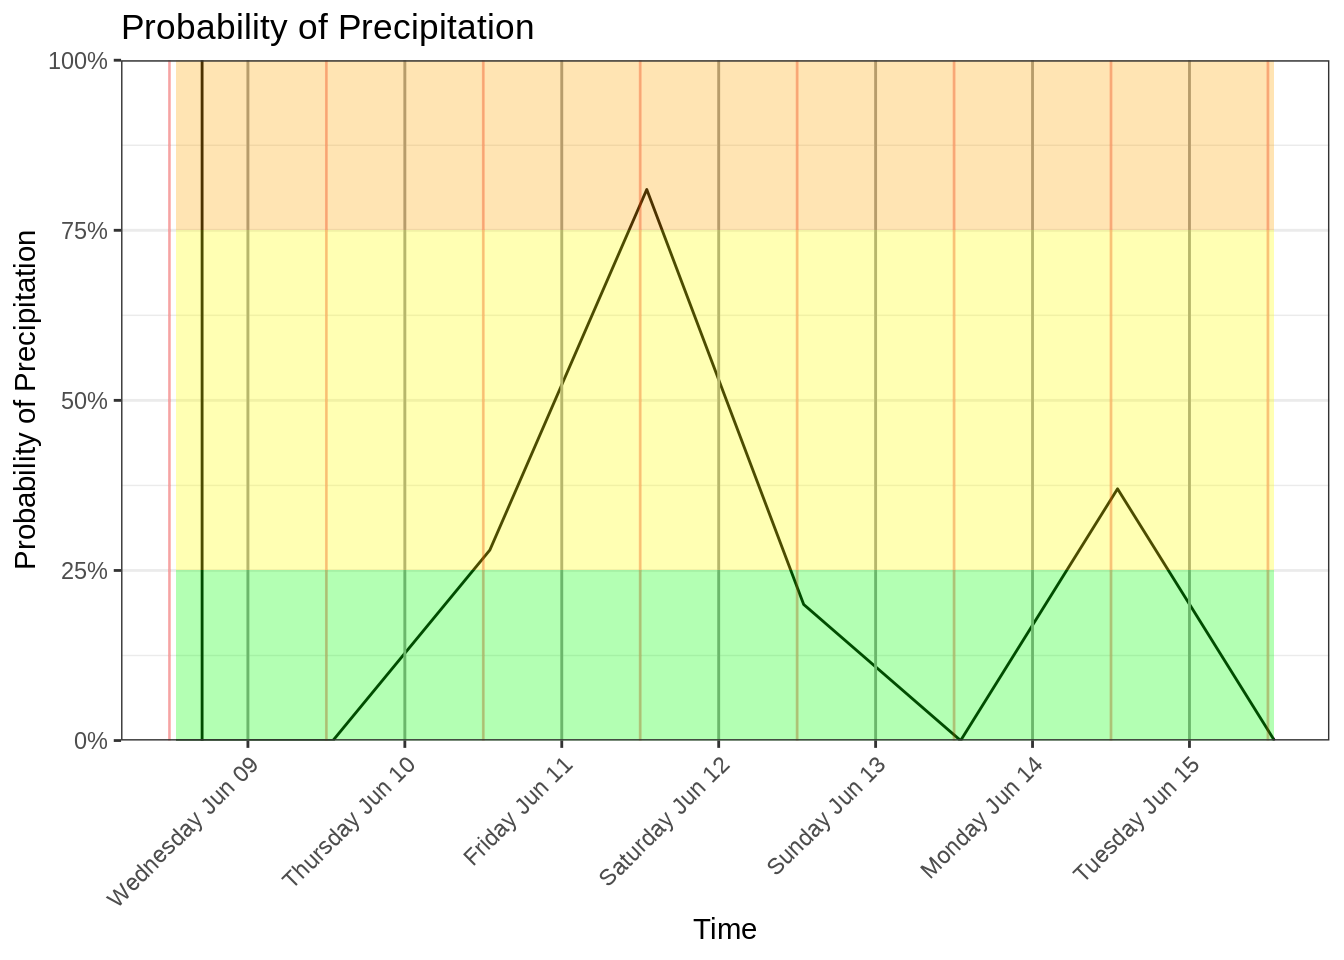 Probability of Precipitation
Probability of Precipitation
100%
75%
50%
25%
0%
Wednesday Jun 09
Thursday Jun 10
Friday Jun 11
Saturday Jun 12
Sunday Jun 13
Monday Jun 14
Tuesday Jun 15
Time